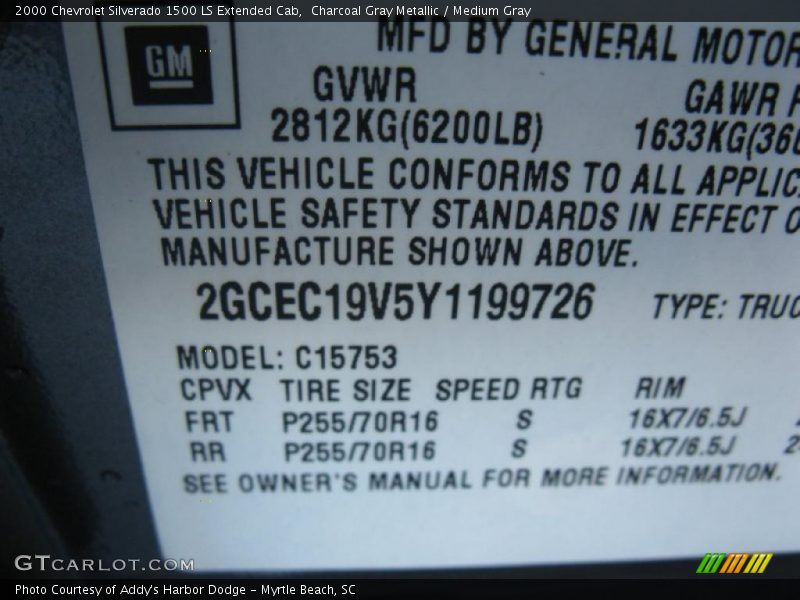 2000 Chevrolet Silverado 1500 LS Extended Cab, Charcoal Gray Metallic / Medium Gray
GM
MFD BY GENERAL MOTOR
GVWR GAWR
2812KG(6200LB) 1633KG(360
THIS VEHICLE CONFORMS TO ALL APPLIC
VEHICLE SAFETY STANDARDS IN EFFECT O
MANUFACTURE SHOWN ABOVE.
2GCEC19V5Y1199726 TYPE: TRUC
MODEL: C15753
CPVX TIRE SIZE SPEED RTG RIM
FRT P255/70R16 S 16X7/6.5J
RR P255/70R16 S 16X7/6.5J
SEE OWNER'S MANUAL FOR MORE INFORMATION.
GTCARLOT.COM
Photo Courtesy of Addy's Harbor Dodge - Myrtle Beach, SC